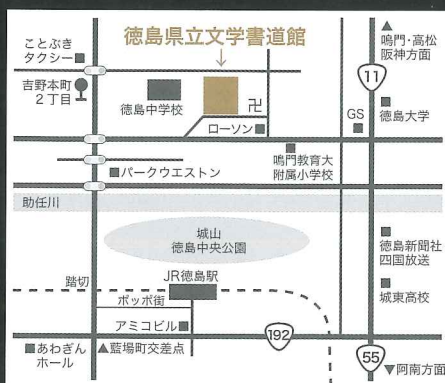 徳島県立文学書道館
ことぶき
タクシー
吉野本町
2丁目
徳島中学校
卍
ローソン
鳴門・高松
阪神方面
11
徳島大学
GS
鳴門教育大
附属小学校
パークウエストン
助任川
城山
徳島中央公園
徳島新聞社
四国放送
踏切
JR徳島駅
城東高校
ポッポ街
アミコビル
192
あわぎん
ホール
藍場町交差点
55
阿南方面